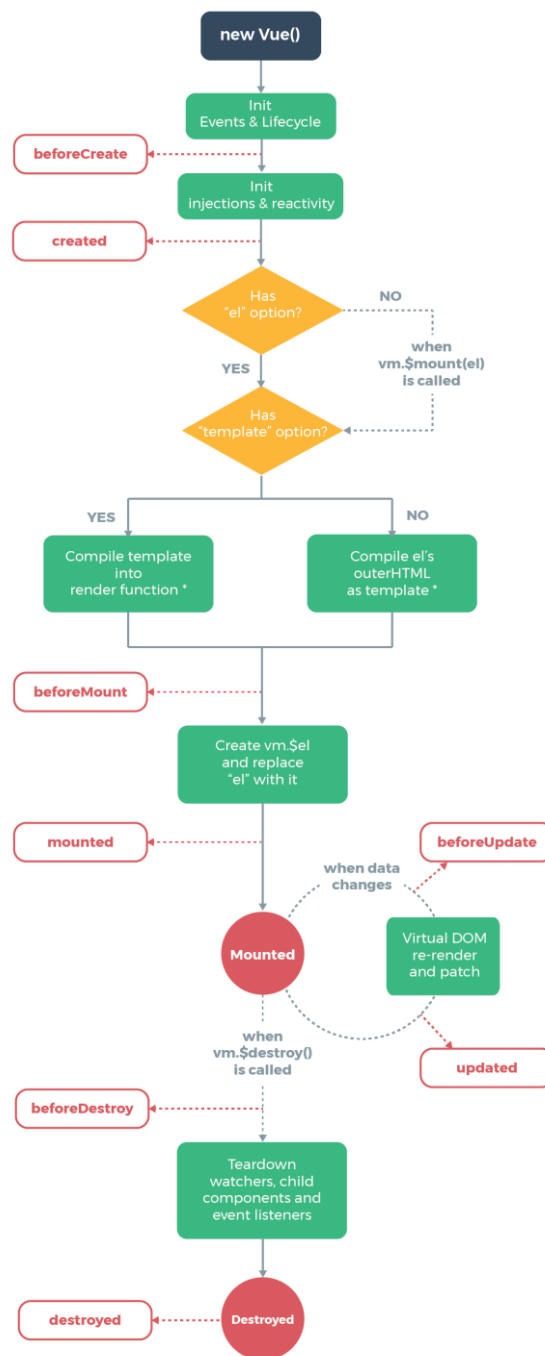 new Vue()
Init
Events & Lifecycle
beforeCreate
Init
injections & reactivity
created
Has
“el” option?
NO
when
vm.$mount(el)
is called
YES
Has
“template” option?
YES
NO
Compile template
into
render function *
Compile el’s
outerHTML
as template *
beforeMount
Create vm.$el
and replace
“el” with it
mounted
beforeUpdate
when data
changes
Mounted
Virtual DOM
re-render
and patch
updated
when
vm.$destroy()
is called
beforeDestroy
Teardown
watchers, child
components and
event listeners
destroyed
Destroyed